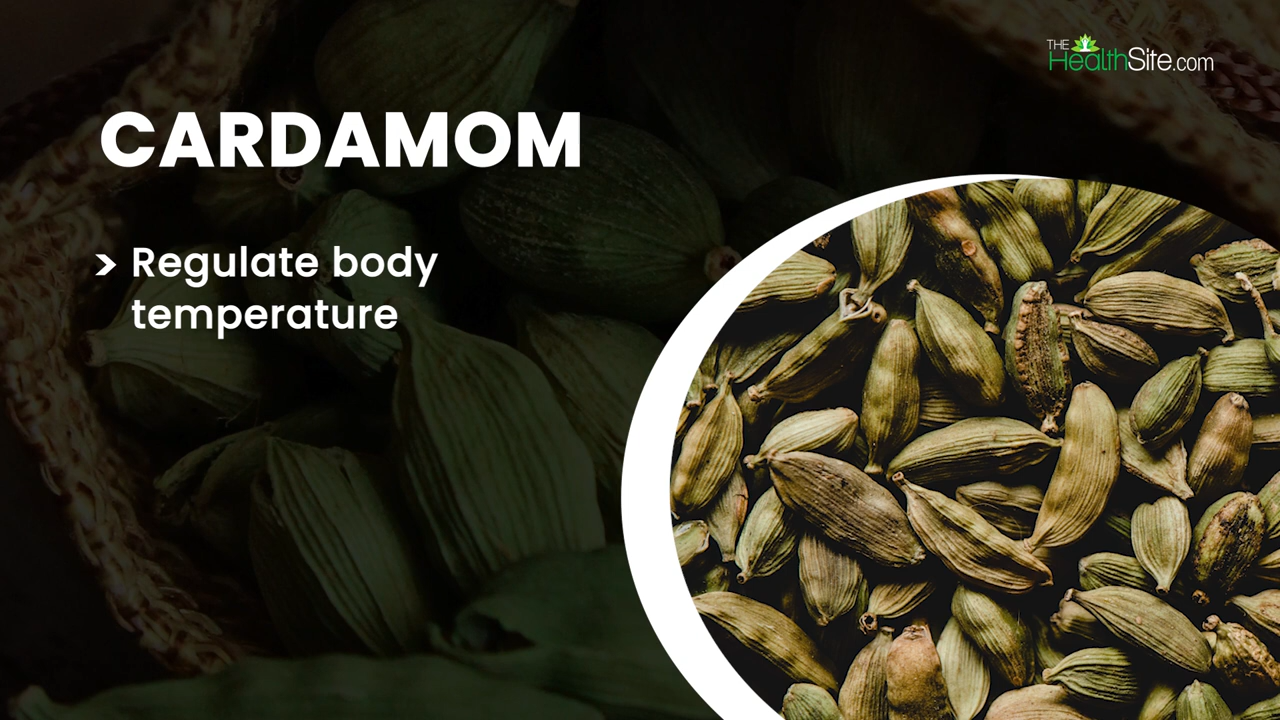 THE
HealthSite.com
CARDAMOM
> Regulate body
temperature